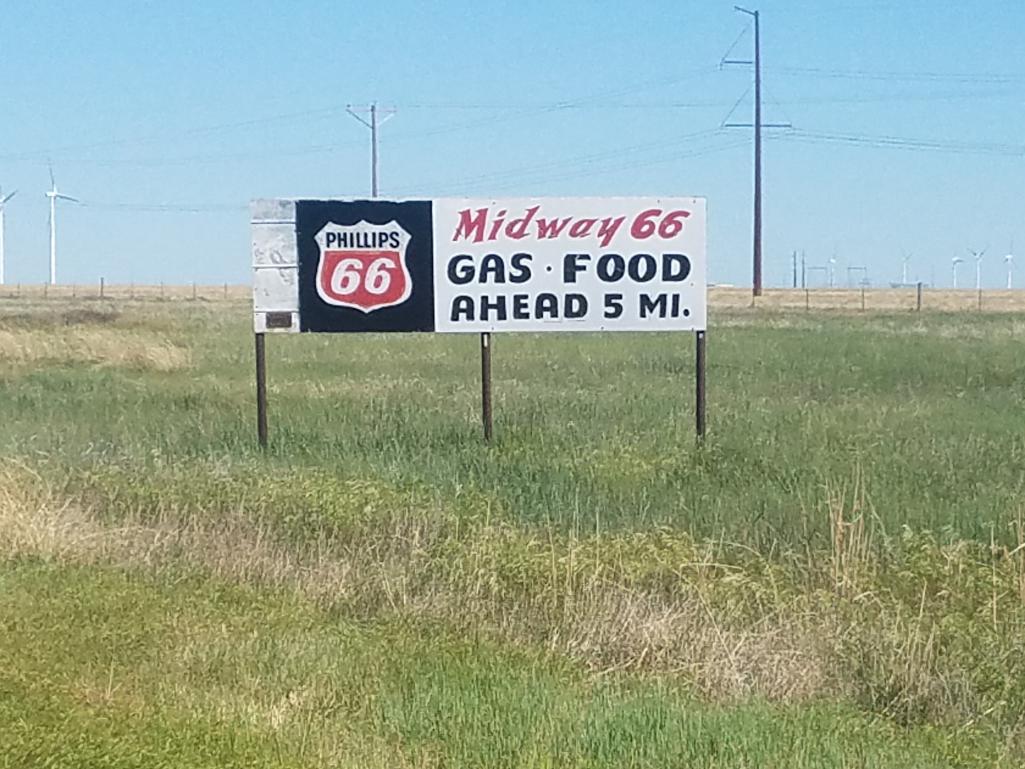 PHILLIPS
66
Midway 66
GAS · FOOD
AHEAD 5 MI.